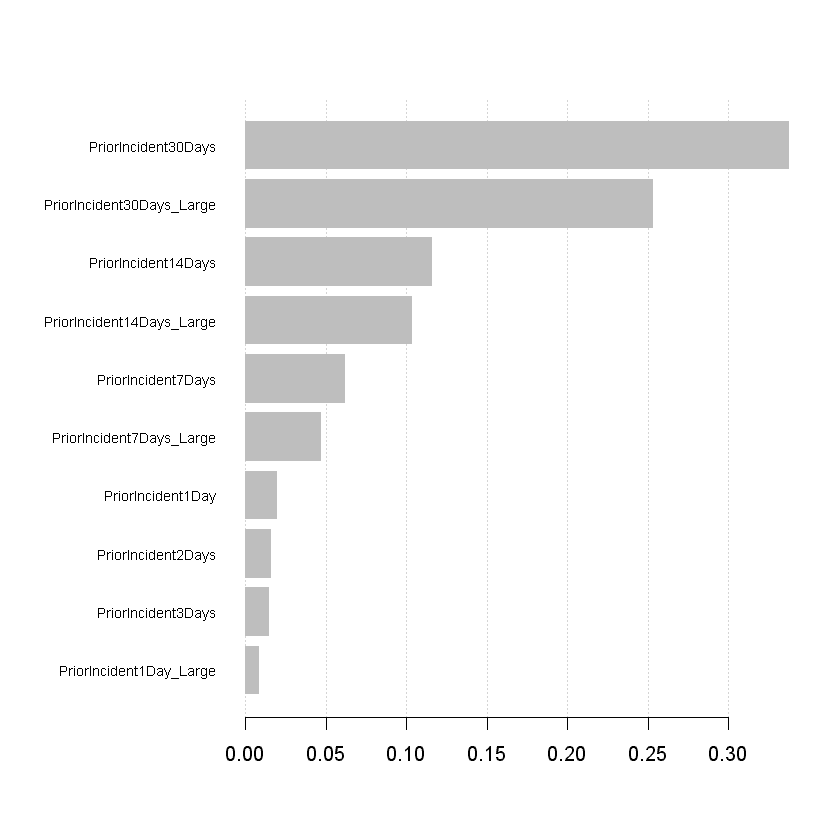 PriorIncident30Days
PriorIncident30Days_Large
PriorIncident14Days
PriorIncident14Days_Large
PriorIncident7Days
PriorIncident7Days_Large
PriorIncident1Day
PriorIncident2Days
PriorIncident3Days
PriorIncident1Day_Large
0.00 0.05 0.10 0.15 0.20 0.25 0.30